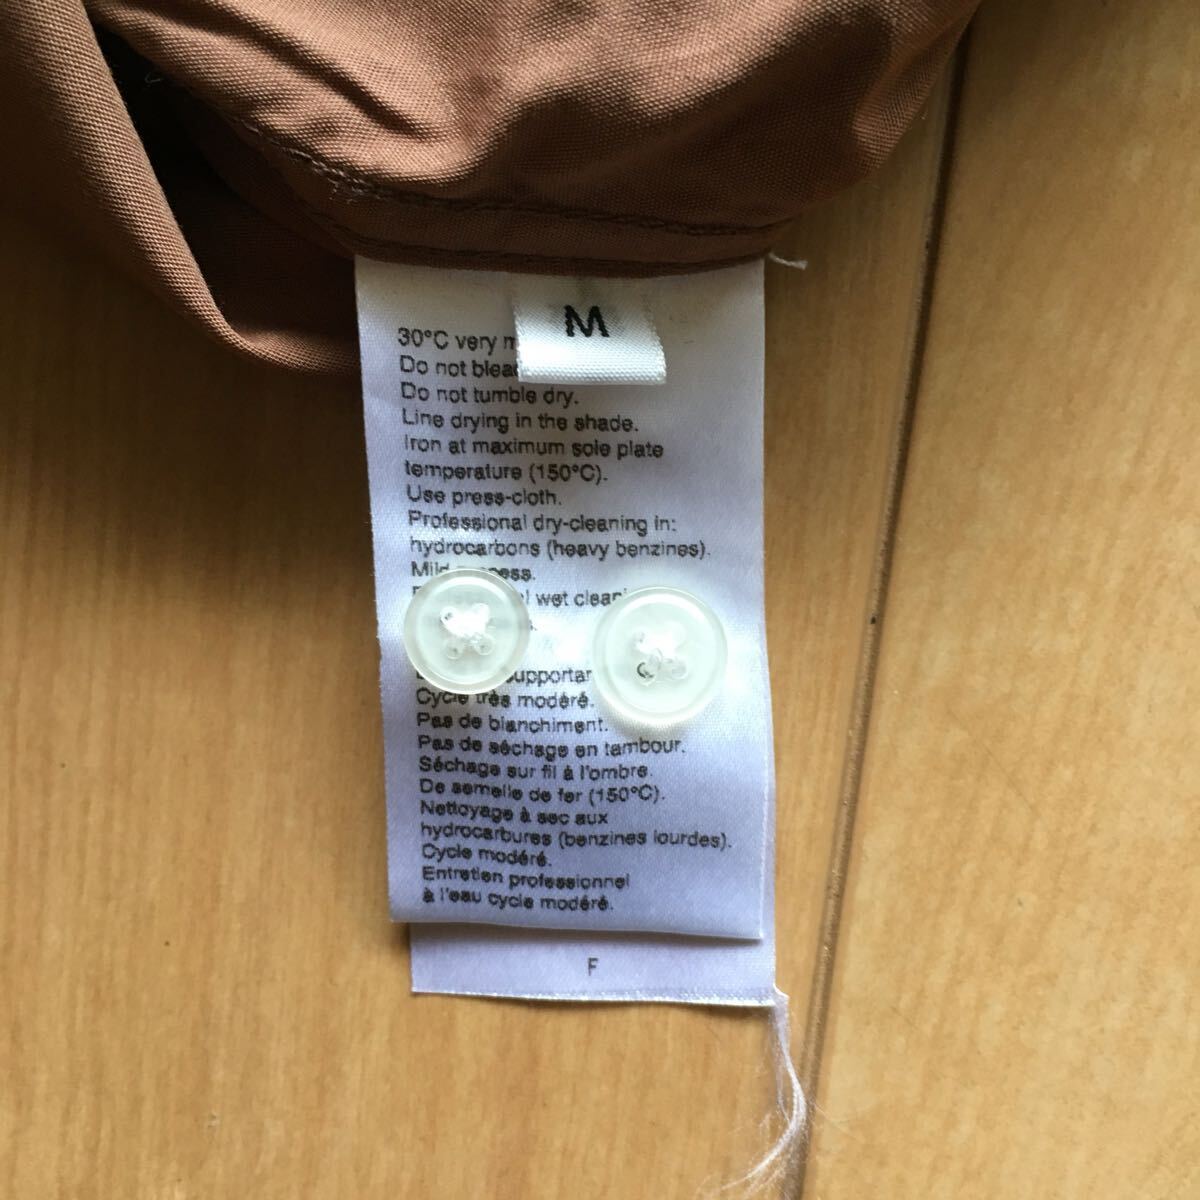 M
30°C very
Do not
Do not tumble dry.
Line drying in the shade.
Iron at maximum sole plate
temperature (150°C).
Use press-cloth.
Professional dry-cleaning in:
hydrocarbons (heavy benzines).
Mild
wet
Cycle très modéré.
Pas de blanchiment.
Pas de séchage en tambour.
Séchage sur fil à l'ombre.
De semelle de fer (150°C).
Nettoyage à sec aux
hydrocarbures (benzines lourdes).
Cycle modéré.
Entretien professionnel
à l'eau cycle modéré.
F